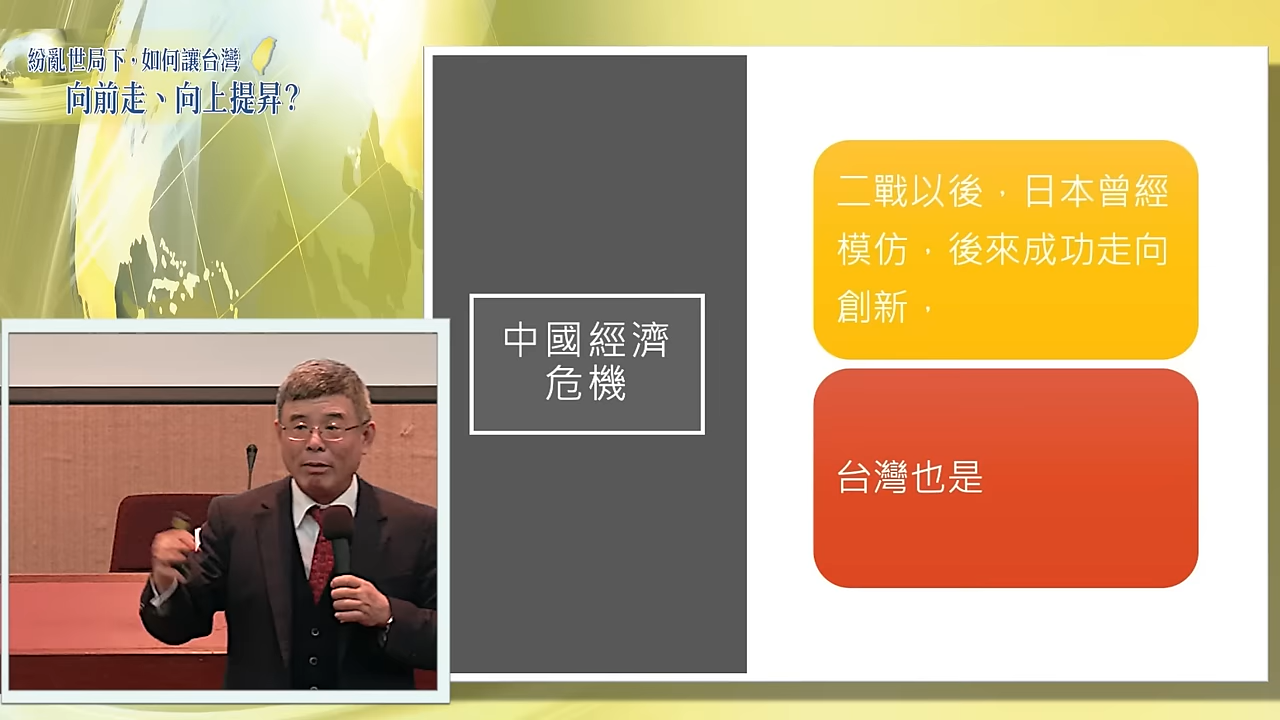 紛亂世局下，如何讓台灣
向前走、向上提昇？
中國經濟
危機
二戰以後，日本曾經
模仿，後來成功走向
創新，
台灣也是